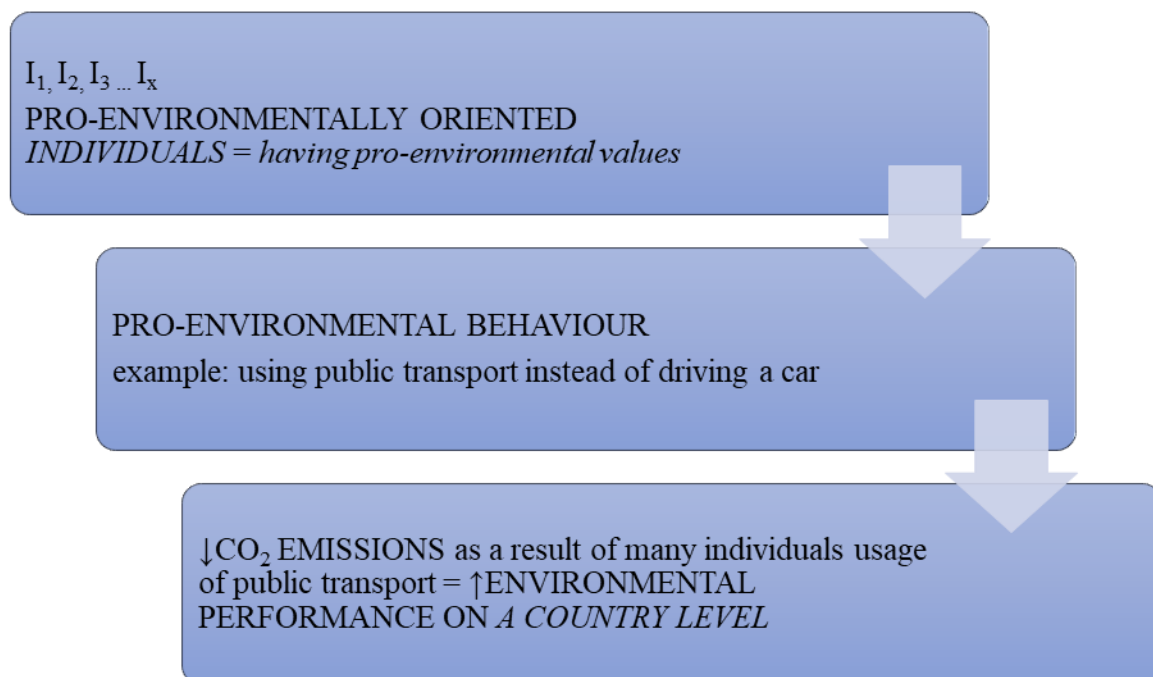 I₁, I₂, I₃ ... Iₓ
PRO-ENVIRONMENTALLY ORIENTED
INDIVIDUALS = having pro-environmental values
PRO-ENVIRONMENTAL BEHAVIOUR
example: using public transport instead of driving a car
↓CO₂ EMISSIONS as a result of many individuals usage
of public transport = ↑ENVIRONMENTAL
PERFORMANCE ON A COUNTRY LEVEL